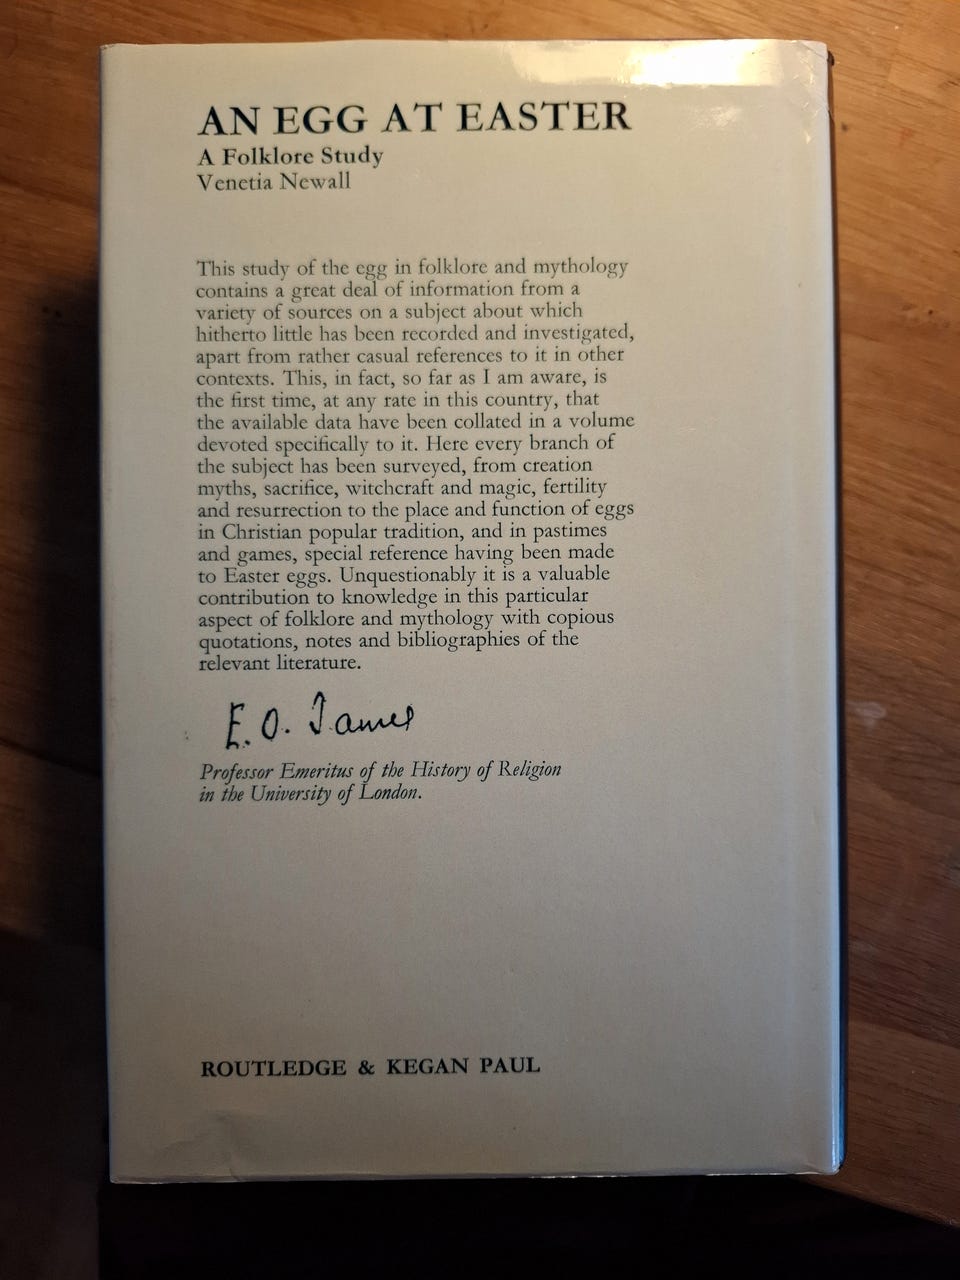 AN EGG AT EASTER
A Folklore Study
Venetia Newall
This study of the egg in folklore and mythology
contains a great deal of information from a
variety of sources on a subject about which
hitherto little has been recorded and investigated,
apart from rather casual references to it in other
contexts. This, in fact, so far as I am aware, is
the first time, at any rate in this country, that
the available data have been collated in a volume
devoted specifically to it. Here every branch of
the subject has been surveyed, from creation
myths, sacrifice, witchcraft and magic, fertility
and resurrection to the place and function of eggs
in Christian popular tradition, and in pastimes
and games, special reference having been made
to Easter eggs. Unquestionably it is a valuable
contribution to knowledge in this particular
aspect of folklore and mythology with copious
quotations, notes and bibliographies of the
relevant literature.
E. O. James
Professor Emeritus of the History of Religion
in the University of London.
ROUTLEDGE & KEGAN PAUL